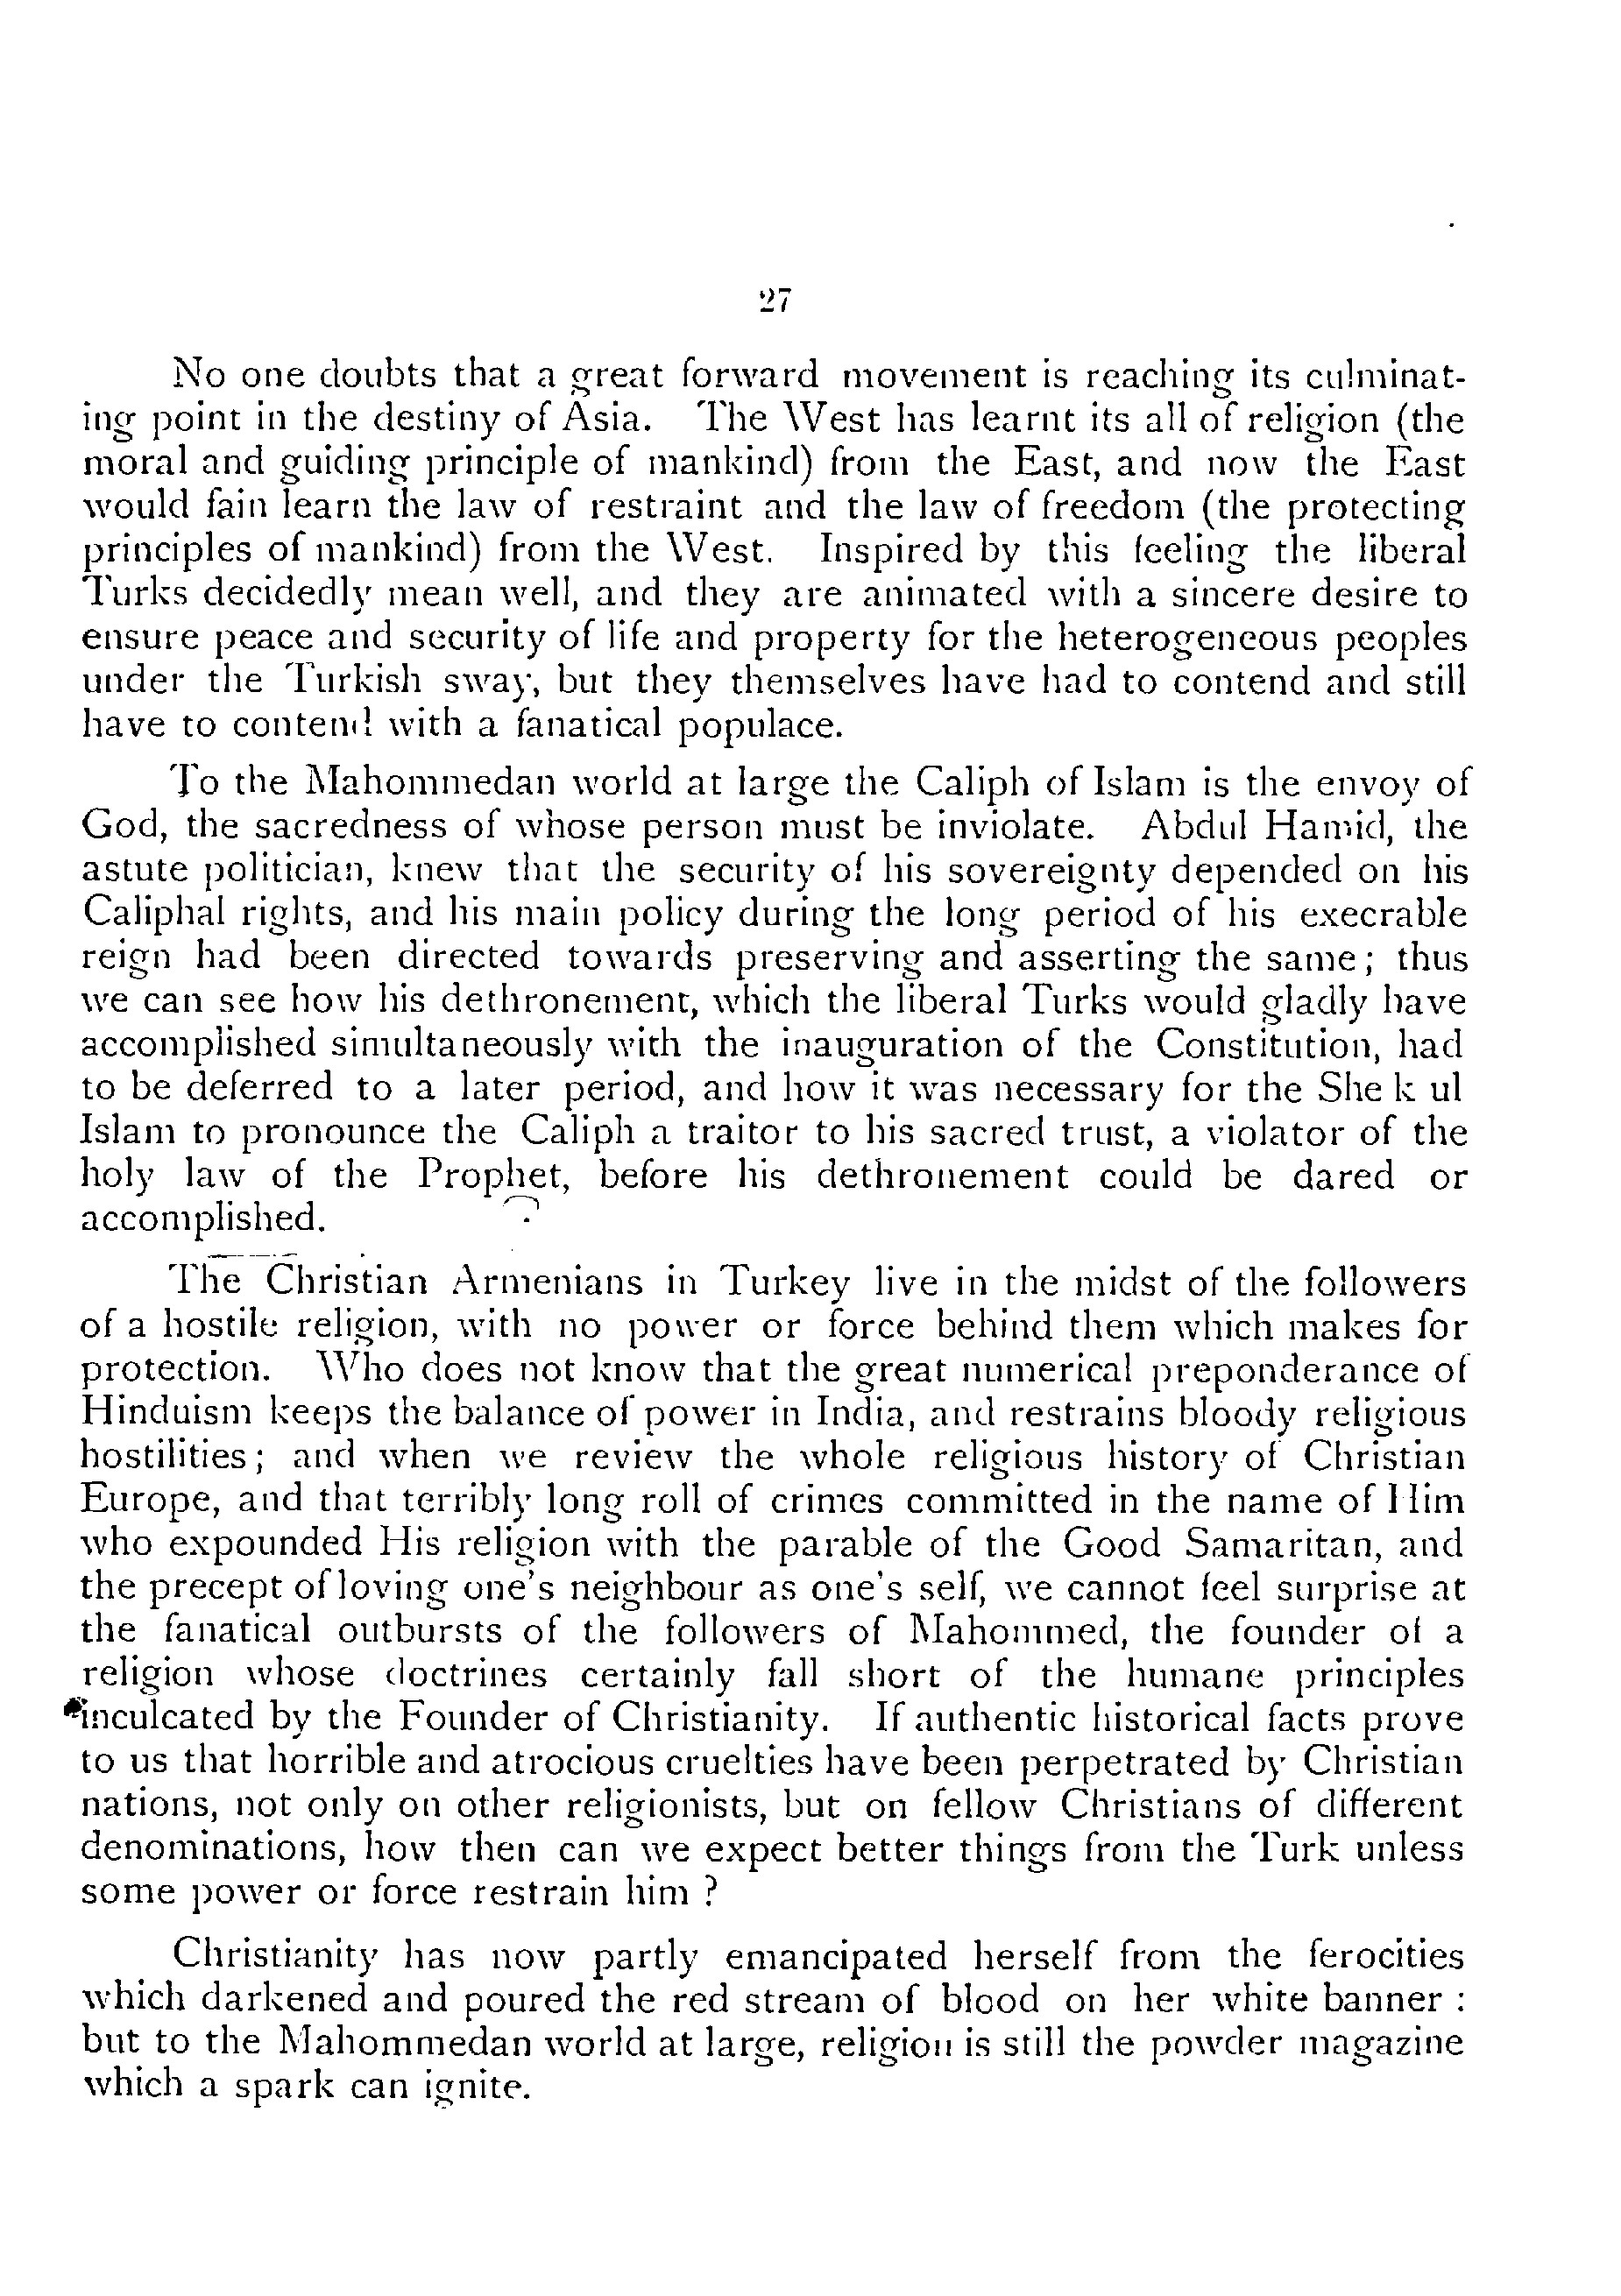 27
No one doubts that a great forward movement is reaching its culminat-
ing point in the destiny of Asia. The West has learnt its all of religion (the
moral and guiding principle of mankind) from the East, and now the East
would fain learn the law of restraint and the law of freedom (the protecting
principles of mankind) from the West. Inspired by this feeling the liberal
Turks decidedly mean well, and they are animated with a sincere desire to
ensure peace and security of life and property for the heterogeneous peoples
under the Turkish sway, but they themselves have had to contend and still
have to contend with a fanatical populace.
To the Mahommedan world at large the Caliph of Islam is the envoy of
God, the sacredness of whose person must be inviolate. Abdul Hamid, the
astute politician, knew that the security of his sovereignty depended on his
Caliphal rights, and his main policy during the long period of his execrable
reign had been directed towards preserving and asserting the same; thus
we can see how his dethronement, which the liberal Turks would gladly have
accomplished simultaneously with the inauguration of the Constitution, had
to be deferred to a later period, and how it was necessary for the She k ul
Islam to pronounce the Caliph a traitor to his sacred trust, a violator of the
holy law of the Prophet, before his dethronement could be dared or
accomplished.
The Christian Armenians in Turkey live in the midst of the followers
of a hostile religion, with no power or force behind them which makes for
protection. Who does not know that the great numerical preponderance of
Hinduism keeps the balance of power in India, and restrains bloody religious
hostilities; and when we review the whole religious history of Christian
Europe, and that terribly long roll of crimes committed in the name of Him
who expounded His religion with the parable of the Good Samaritan, and
the precept of loving one's neighbour as one's self, we cannot feel surprise at
the fanatical outbursts of the followers of Mahommed, the founder of a
religion whose doctrines certainly fall short of the humane principles
inculcated by the Founder of Christianity. If authentic historical facts prove
to us that horrible and atrocious cruelties have been perpetrated by Christian
nations, not only on other religionists, but on fellow Christians of different
denominations, how then can we expect better things from the Turk unless
some power or force restrain him ?
Christianity has now partly emancipated herself from the ferocities
which darkened and poured the red stream of blood on her white banner :
but to the Mahommedan world at large, religion is still the powder magazine
which a spark can ignite.